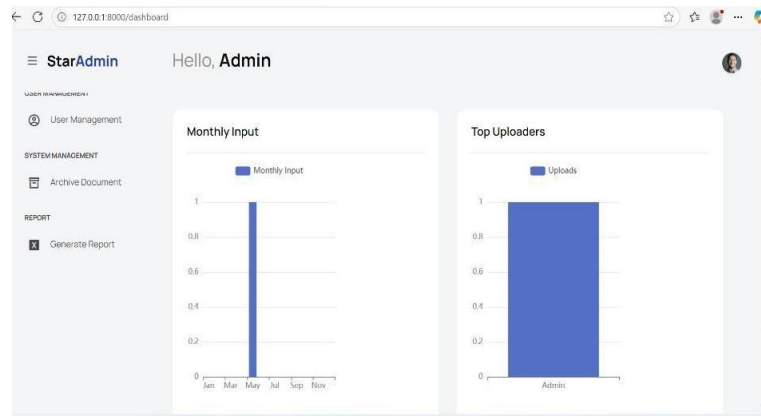 127.0.0.1:8000/dashboard
StarAdmin
Hello, Admin
USER MANAGEMENT
User Management
SYSTEM MANAGEMENT
Archive Document
REPORT
X
Generate Report
Monthly Input
Monthly Input
1
0.8
0.6
0.4
0.2
0
Jan Mar May Jul Sep Nov
Top Uploaders
Uploads
1
0.8
0.6
0.4
0.2
0
Admin